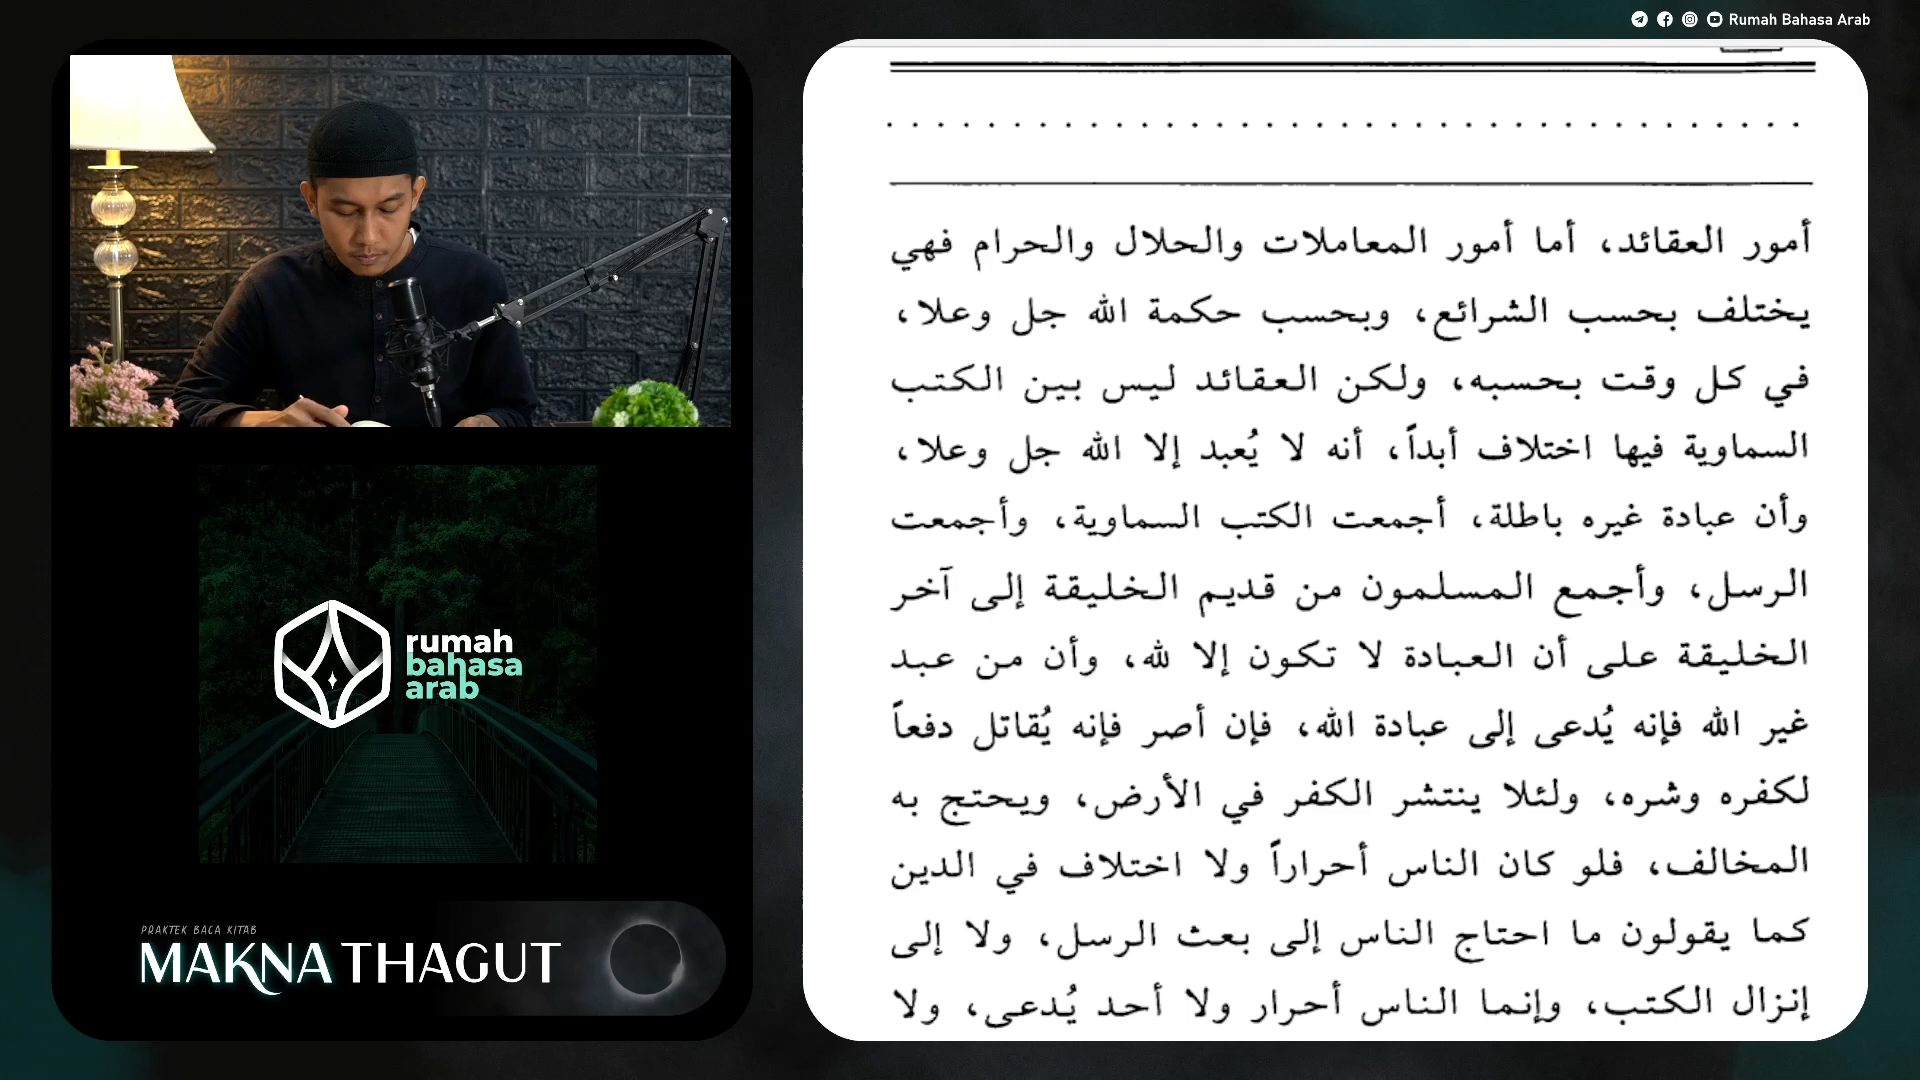 Rumah Bahasa Arab
rumah
bahasa
arab
PRAKTEK BACA KITAB
MAKNA THAGUT
أمور العقائد، أما أمور المعاملات والحلال والحرام فهي
يختلف بحسب الشرائع، وبحسب حكمة الله جل وعلا،
في كل وقت بحسبه، ولكن العقائد ليس بين الكتب
السماوية فيها اختلاف أبداً، أنه لا يُعبد إلا الله جل وعلا،
وأن عبادة غيره باطلة، أجمعت الكتب السماوية، وأجمعت
الرسل، وأجمع المسلمون من قديم الخليقة إلى آخر
الخليقة على أن العبادة لا تكون إلا لله، وأن من عبد
غير الله فإنه يُدعى إلى عبادة الله، فإن أصر فإنه يُقاتل دفعاً
لكفره وشره، ولئلا ينتشر الكفر في الأرض، ويحتج به
المخالف، فلو كان الناس أحراراً ولا اختلاف في الدين
كما يقولون ما احتاج الناس إلى بعث الرسل، ولا إلى
إنزال الكتب، وإنما الناس أحرار ولا أحد يُدعى، ولا